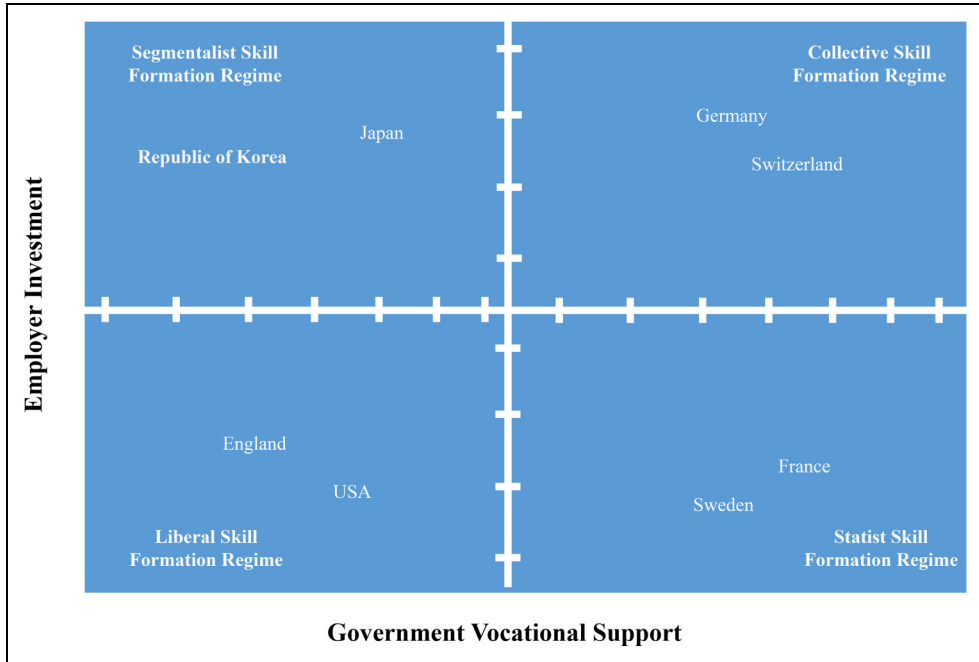 Segmentalist Skill
Formation Regime
Collective Skill
Formation Regime
Germany
Japan
Republic of Korea
Switzerland
Employer Investment
England
USA
France
Sweden
Liberal Skill
Formation Regime
Statist Skill
Formation Regime
Government Vocational Support